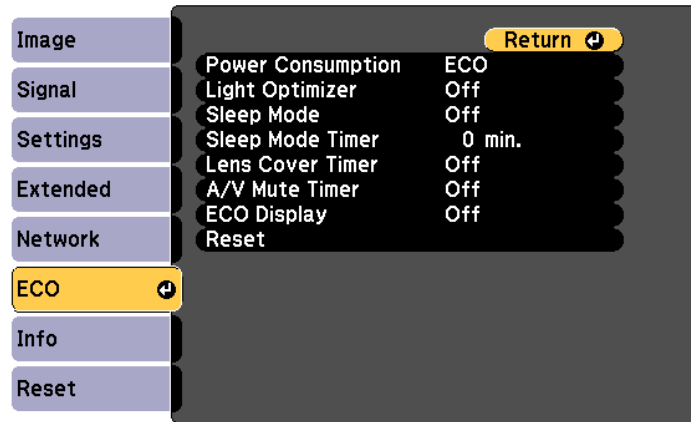 Image
Signal
Settings
Extended
Network
ECO
Info
Reset
Return
Power Consumption ECO
Light Optimizer Off
Sleep Mode Off
Sleep Mode Timer 0 min.
Lens Cover Timer Off
A/V Mute Timer Off
ECO Display Off
Reset